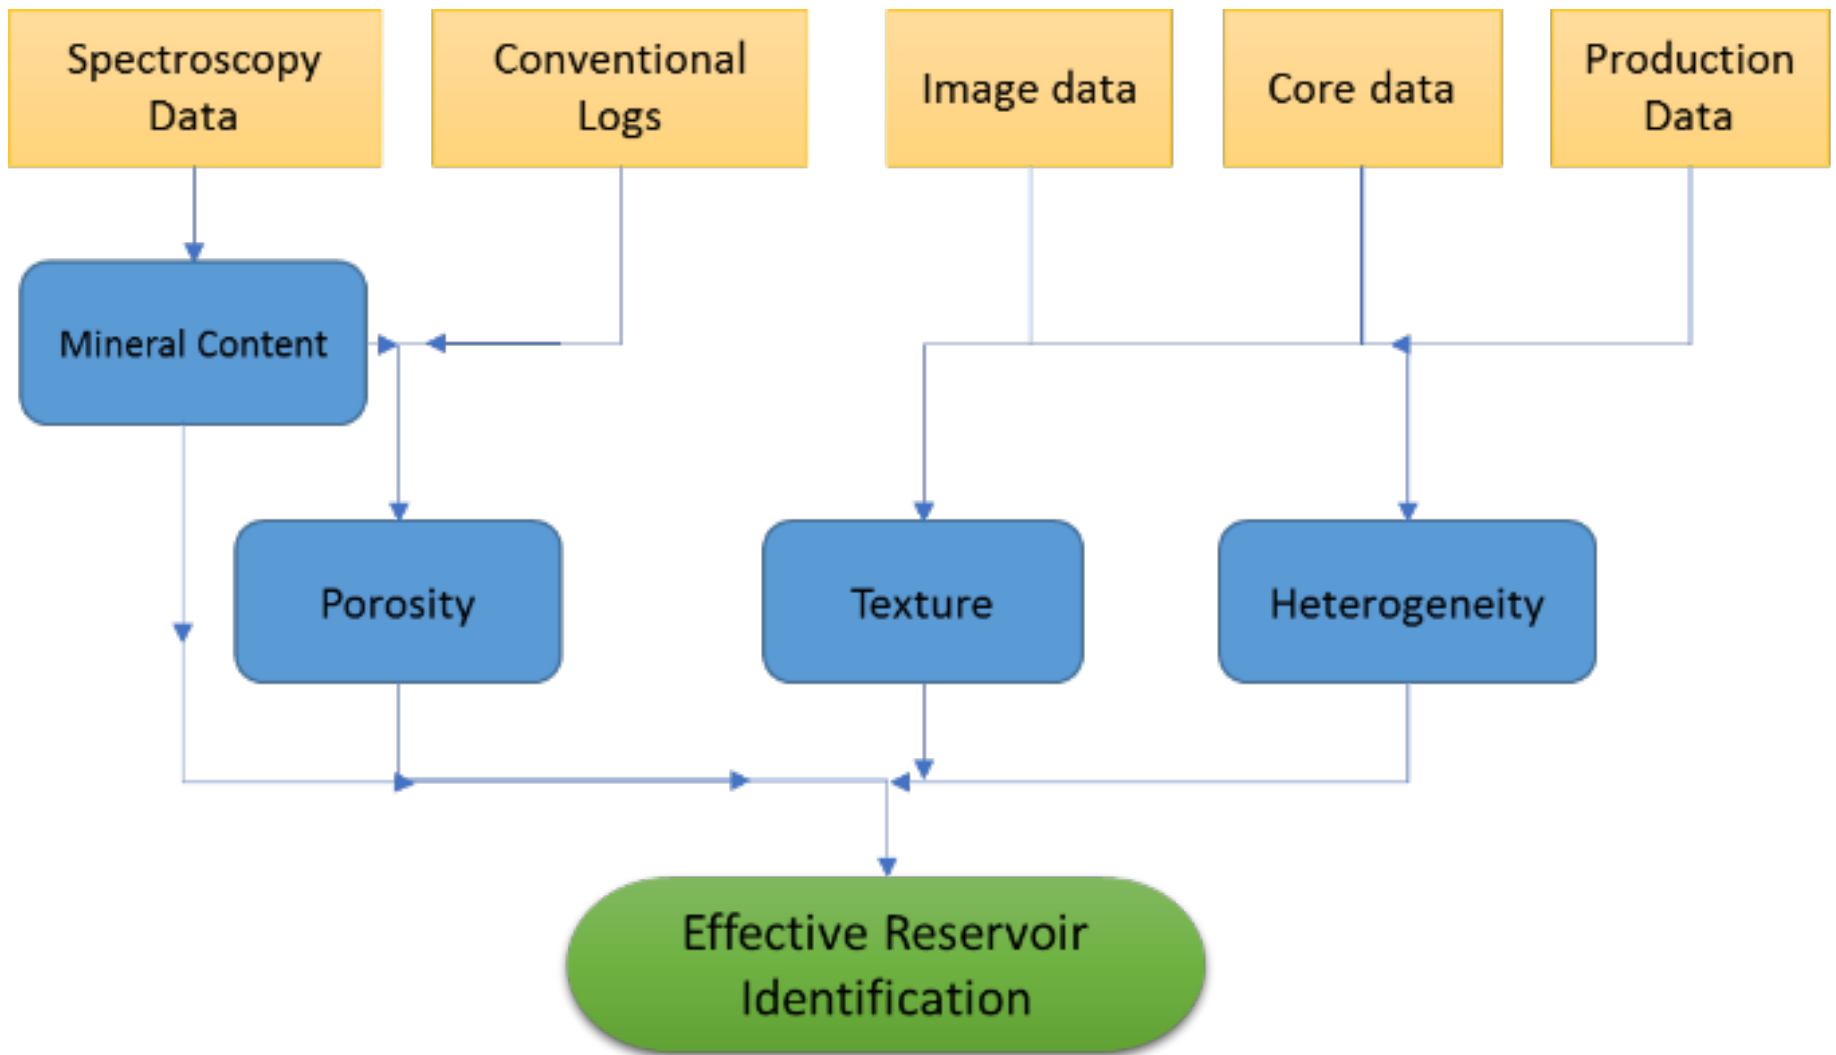 Spectroscopy
Data
Conventional
Logs
Image data
Core data
Production
Data
Mineral Content
Porosity
Texture
Heterogeneity
Effective Reservoir
Identification